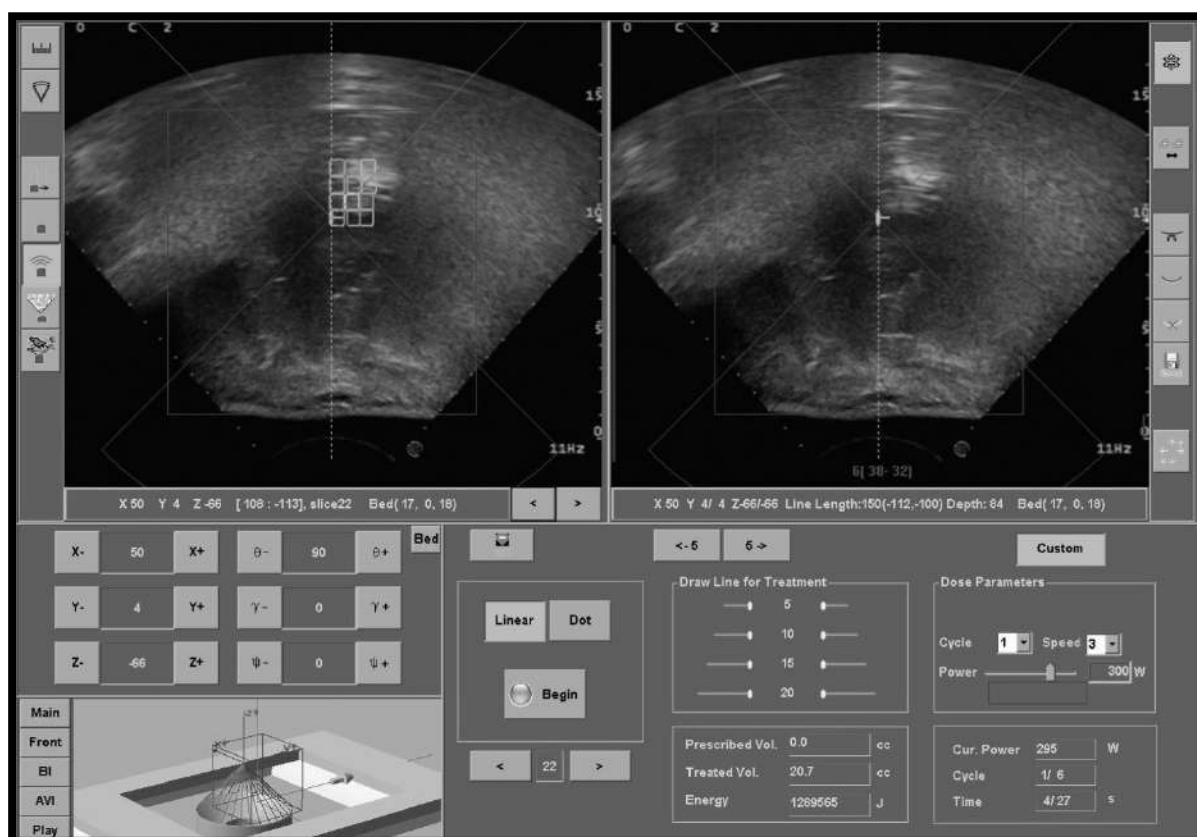 0 C 2
0 C 2
15
15
10
10
5
5
0
0
11Hz
11Hz
6[ 38- 32]
X 50 Y 4 Z -66 [ 108 : -113], slice22 Bed( 17, 0, 18)
< >
X 50 Y 4/ 4 Z-66/-66 Line Length:150(-112,-100) Depth: 84 Bed( 17, 0, 18)
Bed
X- 50 X+ θ- 90 θ+
Y- 4 Y+ γ- 0 γ+
Z- -66 Z+ ψ- 0 ψ+
<- 5 5 ->
Custom
Linear Dot
Begin
< 22 >
Draw Line for Treatment
5
10
15
20
Dose Parameters
Cycle 1 Speed 3
Power 300 W
Main
Front
BI
AVI
Play
Prescribed Vol. 0.0 cc
Treated Vol. 20.7 cc
Energy 1269565 J
Cur. Power 295 W
Cycle 1/ 6
Time 4/ 27 s